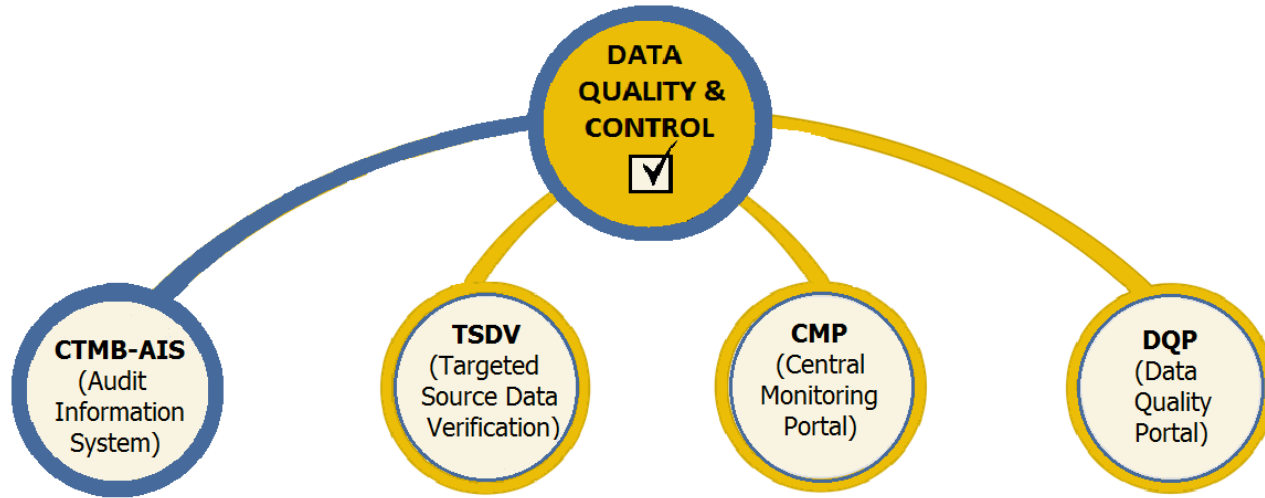 DATA
QUALITY &
CONTROL
CTMB-AIS
(Audit
Information
System)
TSDV
(Targeted
Source Data
Verification)
CMP
(Central
Monitoring
Portal)
DQP
(Data
Quality
Portal)